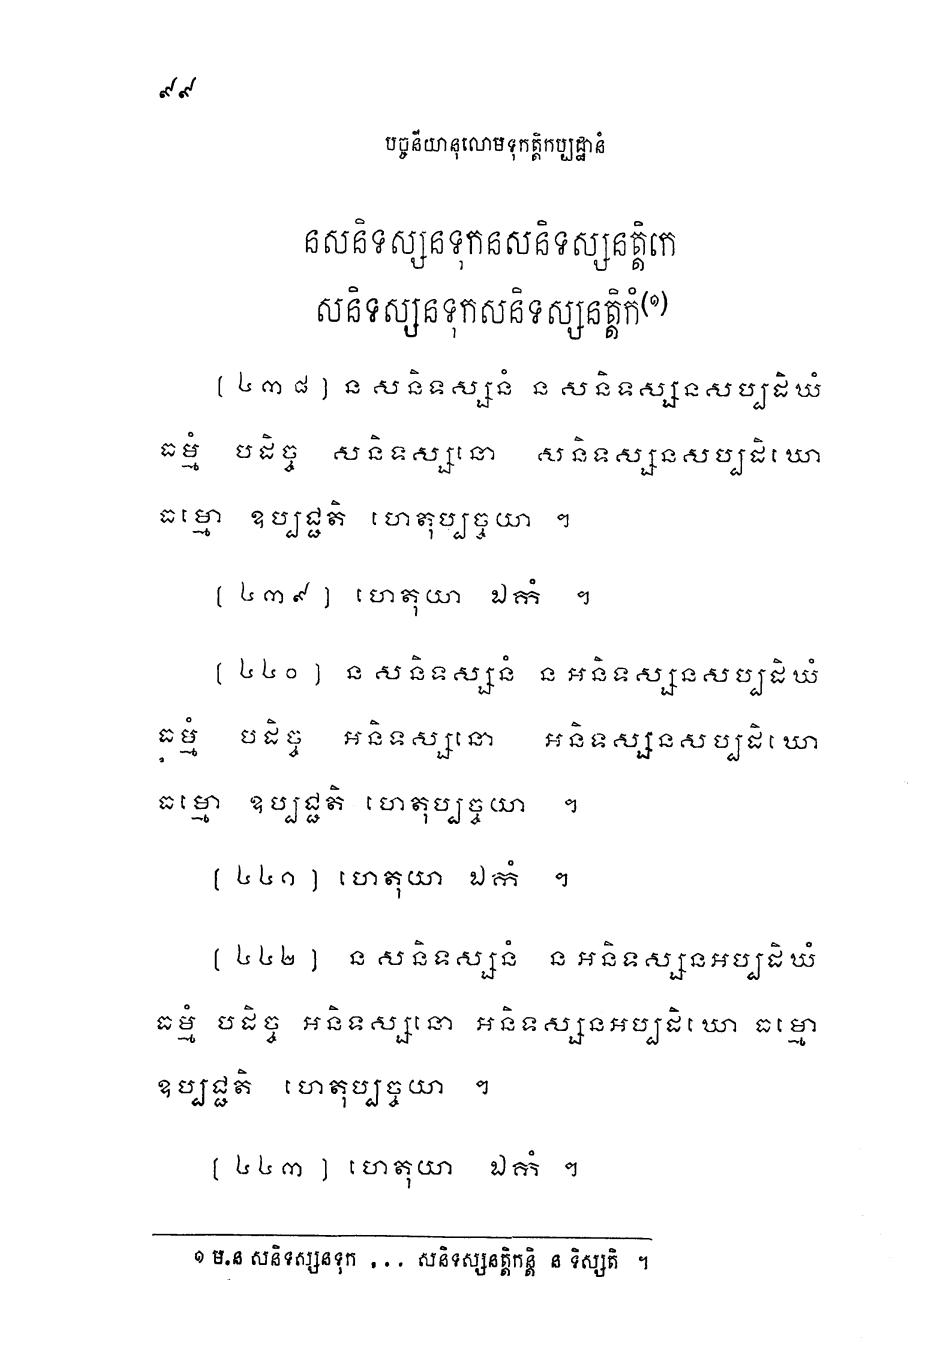 ៩៩
បច្ចនីយានុលោមទុកត្តិកប្បដ្ឋានំ
នសនិទស្សនទុកនសនិទស្សនត្តិកេ
សនិទស្សនទុកសនិទស្សនត្តិកំ(១)
[៤៣៨] ន សនិទស្សនំ ន សនិទស្សនសប្បដិឃំ
ធម្មំ បដិច្ច សនិទស្សនោ សនិទស្សនសប្បដិឃោ
ធម្មោ ឧប្បជ្ជតិ ហេតុប្បច្ចយា ។
[៤៣៩] ហេតុយា ឯកំ ។
[៤៤០] ន សនិទស្សនំ ន អនិទស្សនសប្បដិឃំ
ធម្មំ បដិច្ច អនិទស្សនោ អនិទស្សនសប្បដិឃោ
ធម្មោ ឧប្បជ្ជតិ ហេតុប្បច្ចយា ។
[៤៤១] ហេតុយា ឯកំ ។
[៤៤២] ន សនិទស្សនំ ន អនិទស្សនអប្បដិឃំ
ធម្មំ បដិច្ច អនិទស្សនោ អនិទស្សនអប្បដិឃោ ធម្មោ
ឧប្បជ្ជតិ ហេតុប្បច្ចយា ។
[៤៤៣] ហេតុយា ឯកំ ។
១ ម.ន សនិទស្សនទុក ... សនិទស្សនត្តិកន្តិ ន ទិស្សតិ ។